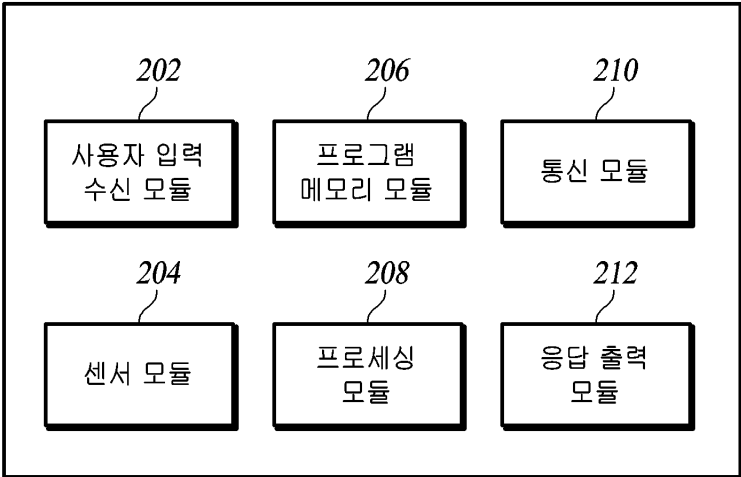 202
206
210
사용자 입력
수신 모듈
프로그램
메모리 모듈
통신 모듈
204
208
212
센서 모듈
프로세싱
모듈
응답 출력
모듈